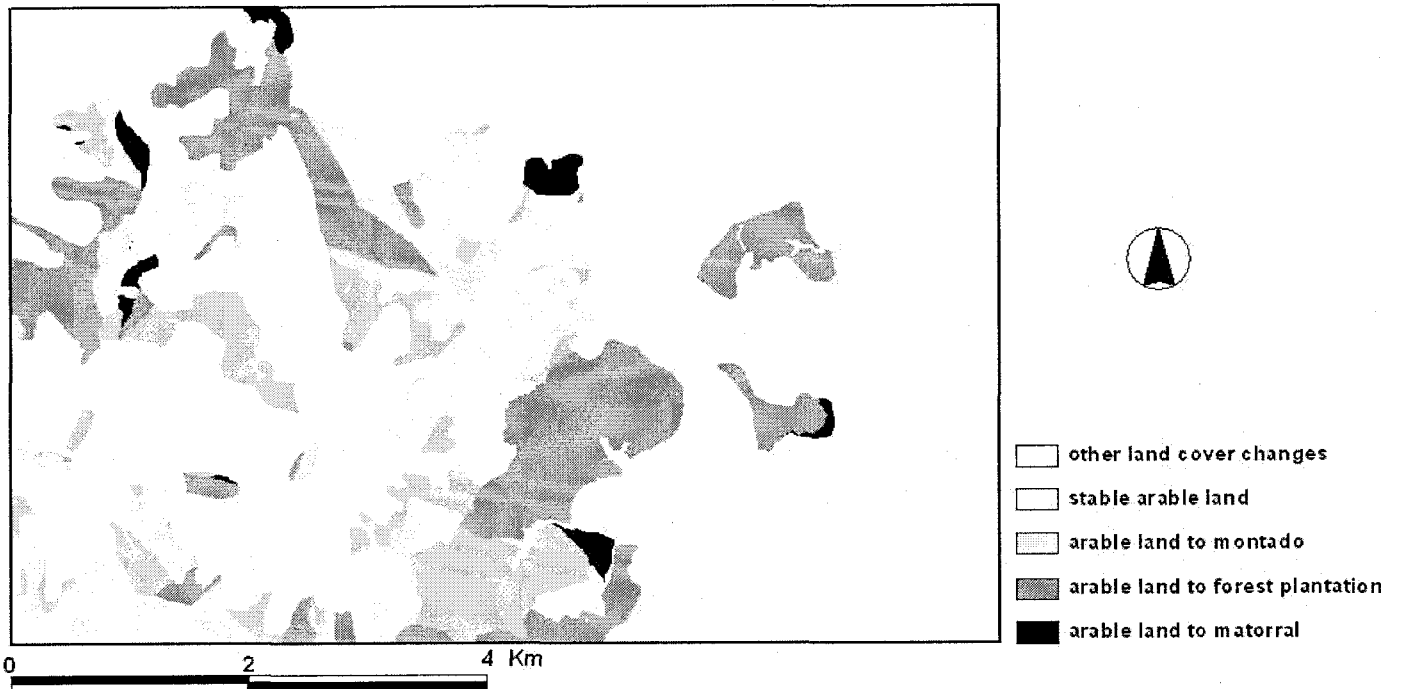 other land cover changes
stable arable land
arable land to montado
arable land to forest plantation
arable land to matorral
0 2 4 Km